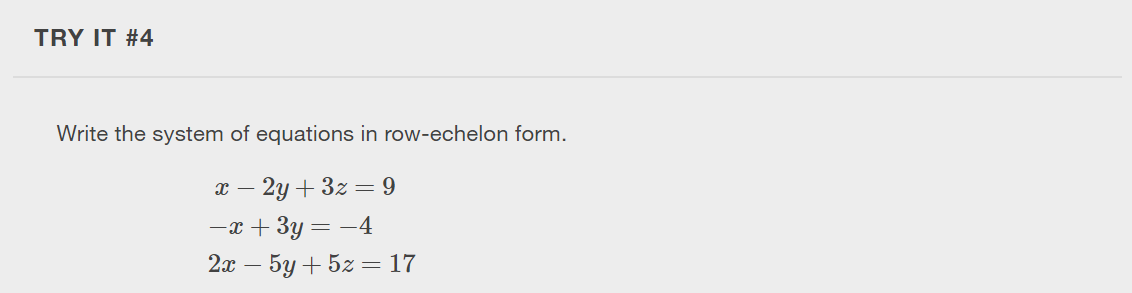 TRY IT #4
Write the system of equations in row-echelon form.
x − 2y + 3z = 9
−x + 3y = −4
2x − 5y + 5z = 17